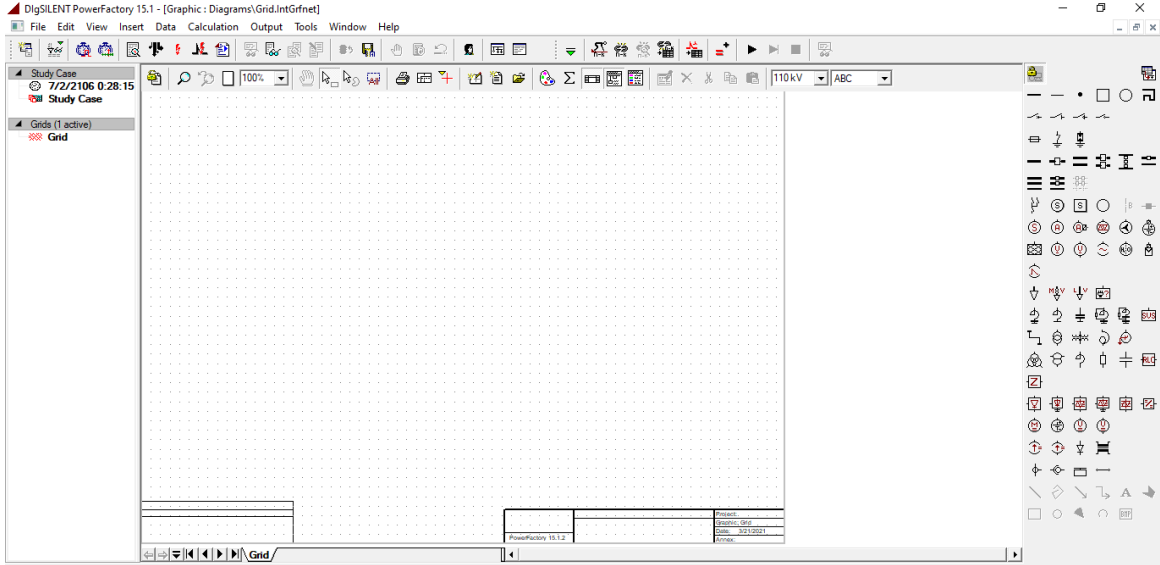 DIgSILENT PowerFactory 15.1 - [Graphic : Diagrams\Grid.IntGrfnet]
File Edit View Insert Data Calculation Output Tools Window Help
Study Case
7/2/2106 0:28:15
Study Case
Grids (1 active)
Grid
100%
110 kV
ABC
PowerFactory 15.1.2
Project:
Graphic: Grid
Date: 3/21/2021
Annex:
Grid
SVS
RLC